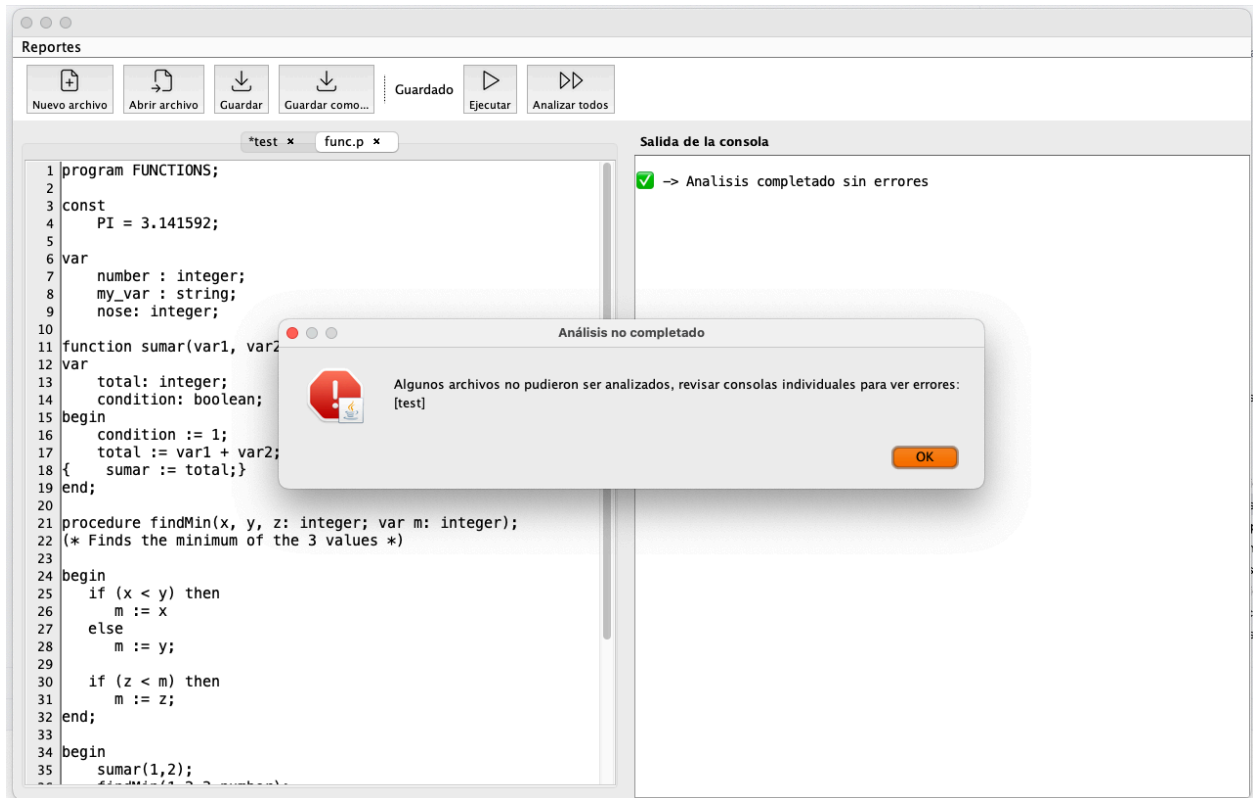 Reportes
Nuevo archivo Abrir archivo Guardar Guardar como... Guardado Ejecutar Analizar todos
*test × func.p ×
1 program FUNCTIONS;
2
3 const
4     PI = 3.141592;
5
6 var
7     number : integer;
8     my_var : string;
9     nose: integer;
10
11 function sumar(var1, var2
12 var
13     total: integer;
14     condition: boolean;
15 begin
16     condition := 1;
17     total := var1 + var2;
18 {    sumar := total;}
19 end;
20
21 procedure findMin(x, y, z: integer; var m: integer);
22 (* Finds the minimum of the 3 values *)
23
24 begin
25    if (x < y) then
26       m := x
27    else
28       m := y;
29
30    if (z < m) then
31       m := z;
32 end;
33
34 begin
35     sumar(1,2);
Salida de la consola
✅ -> Analisis completado sin errores
Análisis no completado
Algunos archivos no pudieron ser analizados, revisar consolas individuales para ver errores:
[test]
OK